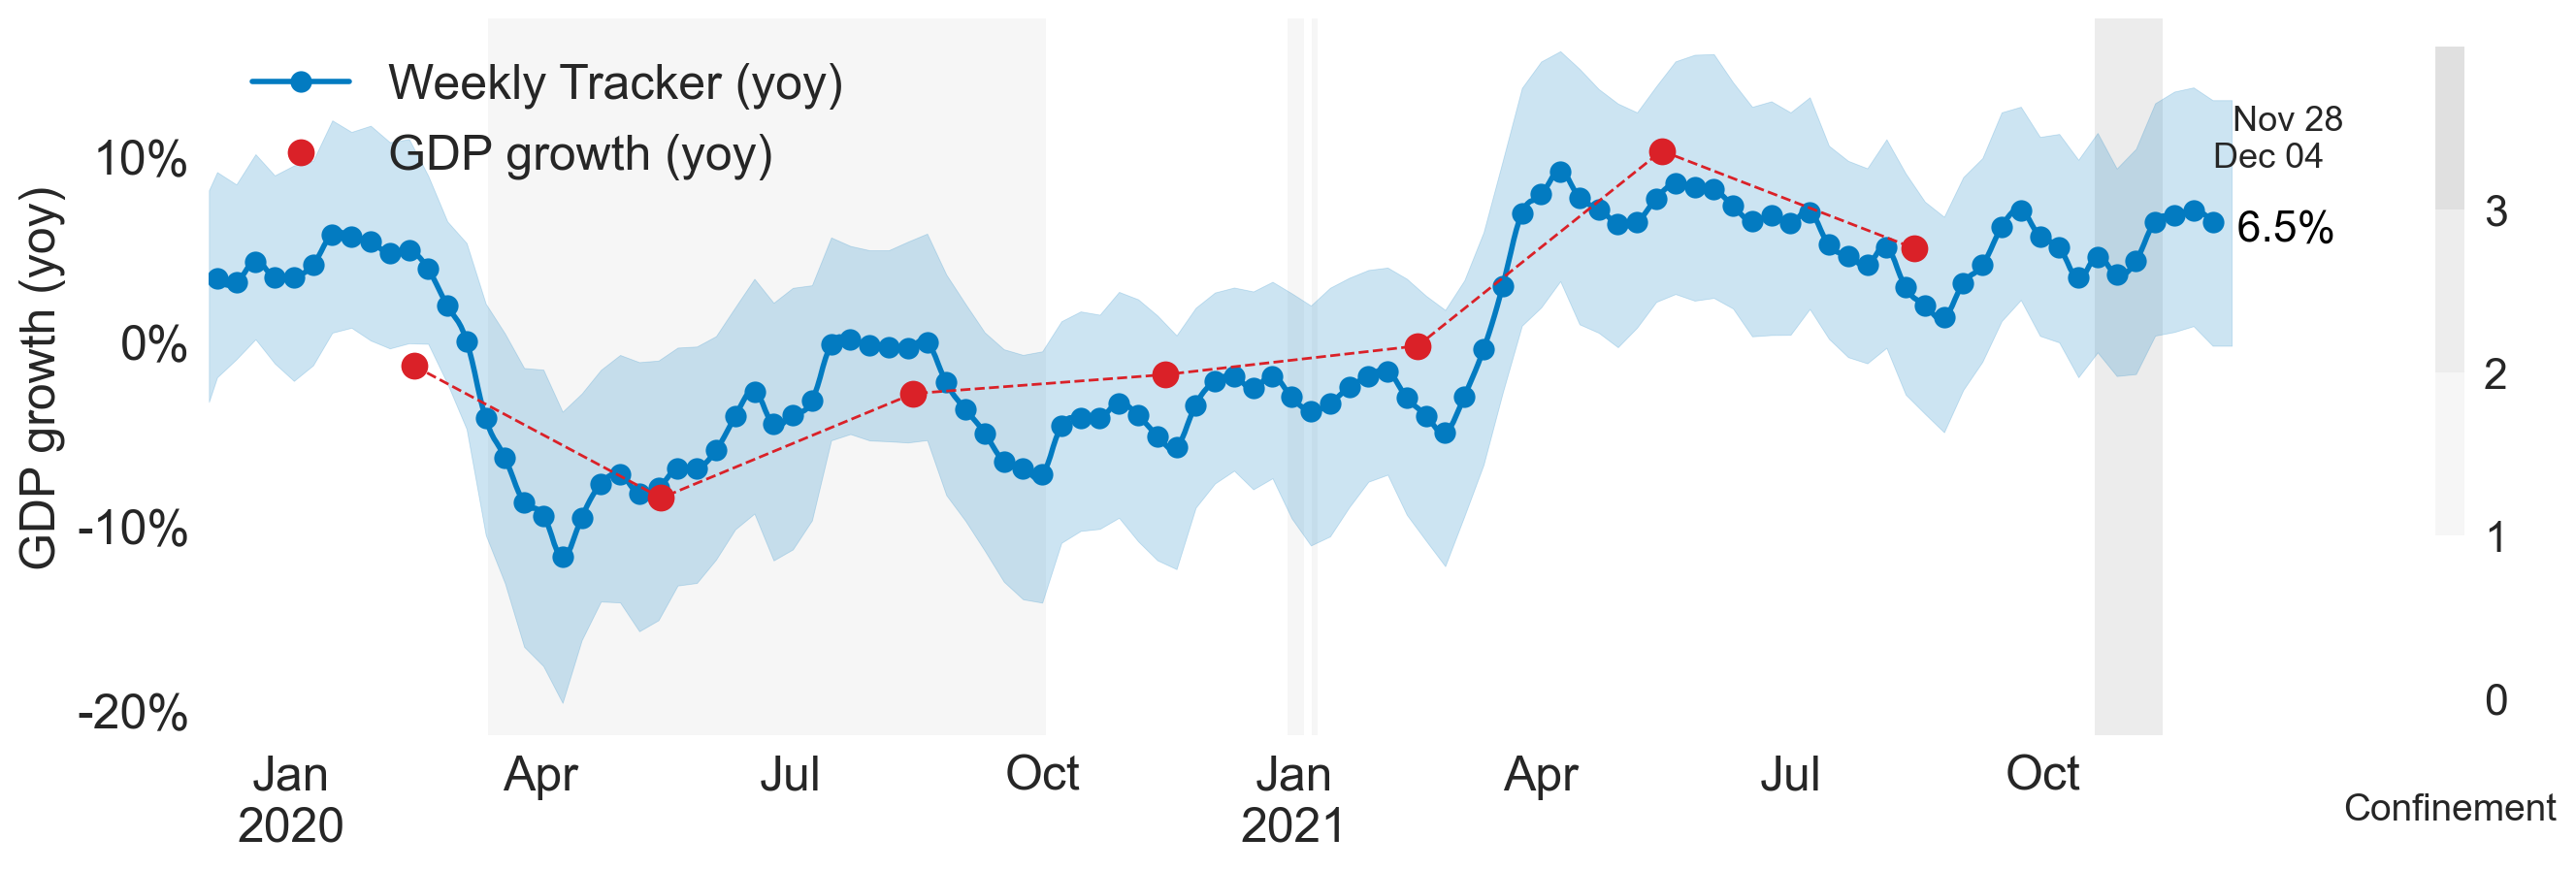 Weekly Tracker (yoy)
GDP growth (yoy)
GDP growth (yoy)
10%
0%
-10%
-20%
Jan
2020
Apr
Jul
Oct
Jan
2021
Apr
Jul
Oct
Nov 28
Dec 04
6.5%
3
2
1
0
Confinement